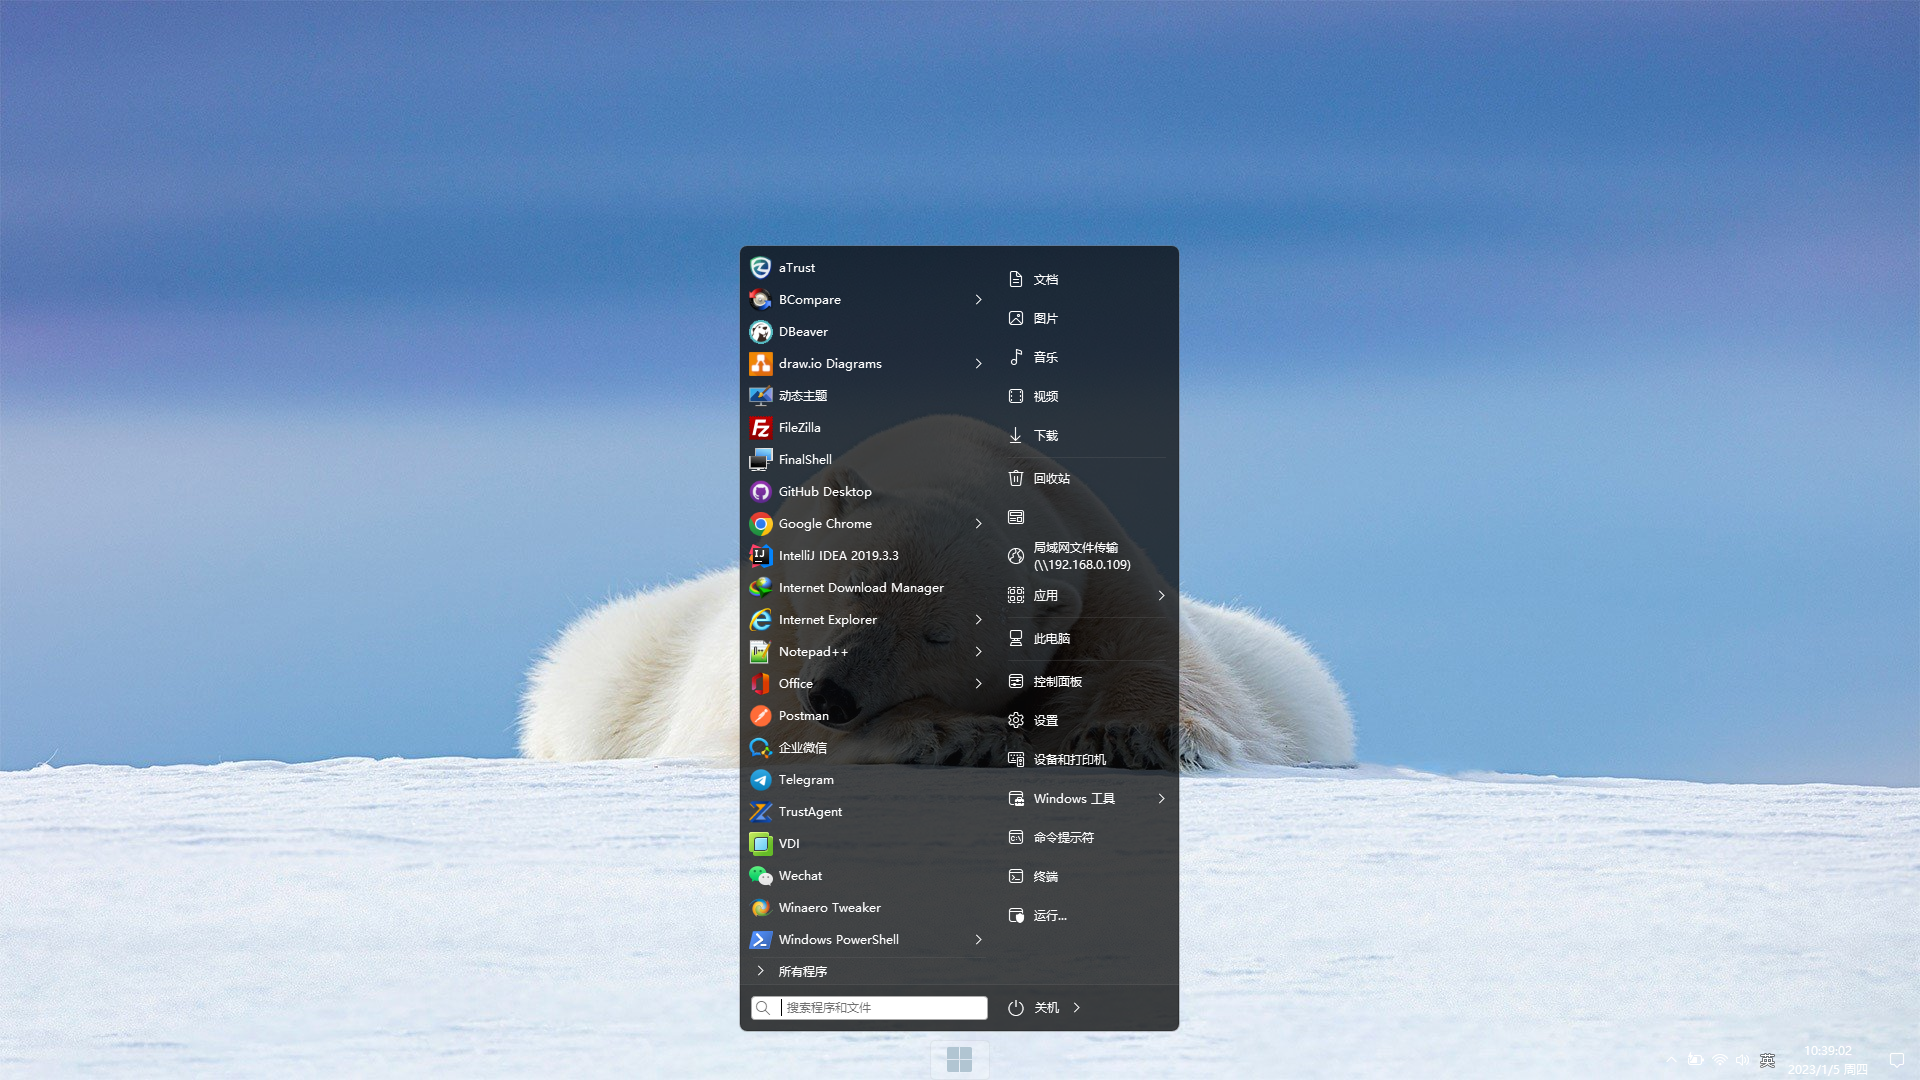 aTrust
BCompare
DBeaver
draw.io Diagrams
动态主题
FileZilla
FinalShell
GitHub Desktop
Google Chrome
IntelliJ IDEA 2019.3.3
Internet Download Manager
Internet Explorer
Notepad++
Office
Postman
企业微信
Telegram
TrustAgent
VDI
Wechat
Winaero Tweaker
Windows PowerShell
所有程序
搜索程序和文件
文档
图片
音乐
视频
下载
回收站
局域网文件传输
(\\192.168.0.109)
应用
此电脑
控制面板
设置
设备和打印机
Windows 工具
命令提示符
终端
运行...
关机
英
10:39:02
2023/1/5 周四